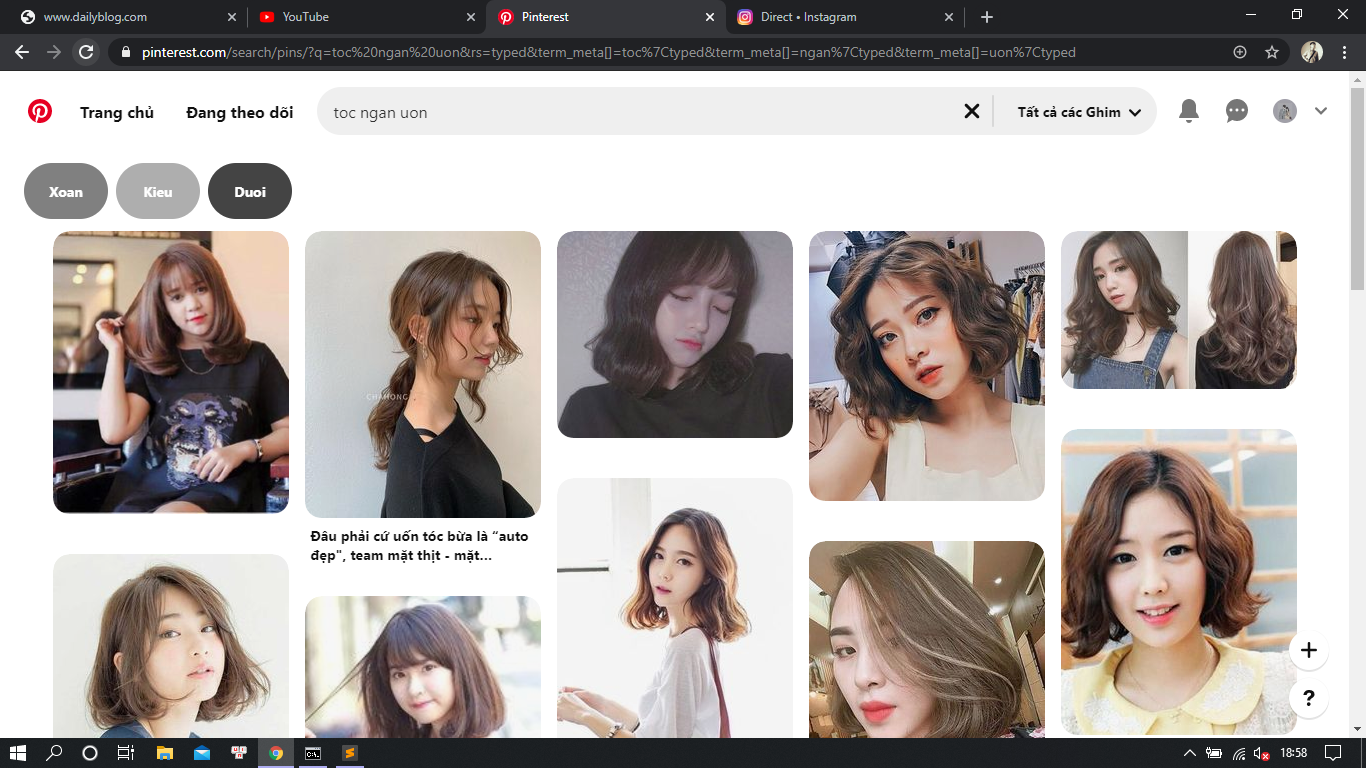 www.dailyblog.com
YouTube
Pinterest
Direct • Instagram
pinterest.com/search/pins/?q=toc%20ngan%20uon&rs=typed&term_meta[]=toc%7Ctyped&term_meta[]=ngan%7Ctyped&term_meta[]=uon%7Ctyped
Trang chủ
Đang theo dõi
toc ngan uon
Tất cả các Ghim
Xoan
Kieu
Duoi
CHAHONG
Đâu phải cứ uốn tóc bừa là “auto
đẹp", team mặt thịt - mặt...
?
18:58